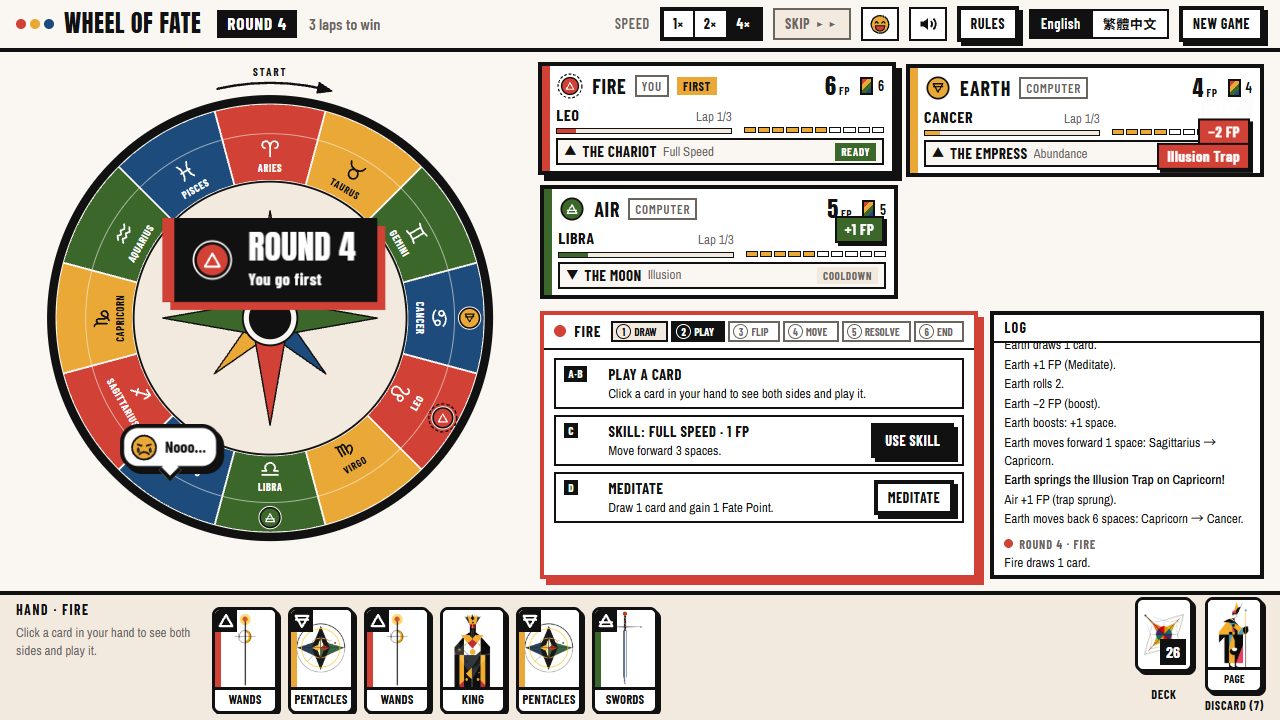 WHEEL OF FATE
ROUND 4
3 laps to win
SPEED
1×
2×
4×
SKIP
RULES
English
繁體中文
NEW GAME
START
ARIES
TAURUS
GEMINI
CANCER
LEO
VIRGO
LIBRA
SAGITTARIUS
CAPRICORN
AQUARIUS
PISCES
ROUND 4
You go first
Nooo...
FIRE
YOU
FIRST
6 FP
6
LEO
Lap 1/3
THE CHARIOT Full Speed
READY
EARTH
COMPUTER
4 FP
4
CANCER
Lap 1/3
−2 FP
THE EMPRESS Abundance
Illusion Trap
AIR
COMPUTER
5 FP
5
+1 FP
LIBRA
Lap 1/3
THE MOON Illusion
COOLDOWN
FIRE
1 DRAW
2 PLAY
3 FLIP
4 MOVE
5 RESOLVE
6 END
A-B
PLAY A CARD
Click a card in your hand to see both sides and play it.
C
SKILL: FULL SPEED · 1 FP
Move forward 3 spaces.
USE SKILL
D
MEDITATE
Draw 1 card and gain 1 Fate Point.
MEDITATE
LOG
Earth draws 1 card.
Earth +1 FP (Meditate).
Earth rolls 2.
Earth −2 FP (boost).
Earth boosts: +1 space.
Earth moves forward 1 space: Sagittarius →
Capricorn.
Earth springs the Illusion Trap on Capricorn!
Air +1 FP (trap sprung).
Earth moves back 6 spaces: Capricorn → Cancer.
ROUND 4 · FIRE
Fire draws 1 card.
HAND · FIRE
Click a card in your hand to see both
sides and play it.
WANDS
PENTACLES
WANDS
KING
PENTACLES
SWORDS
26
DECK
PAGE
DISCARD (7)